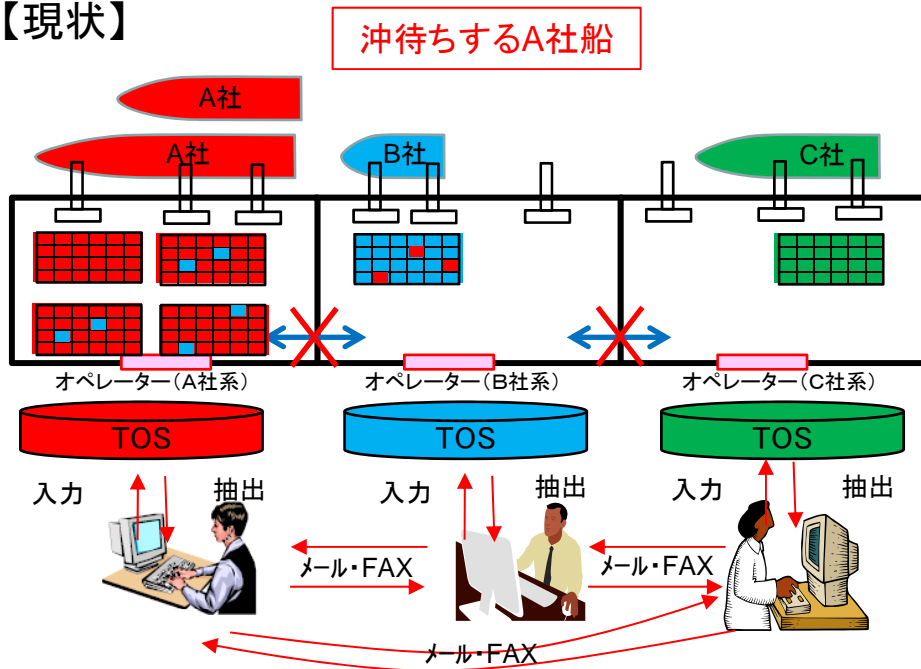 【現状】
沖待ちするA社船
A社
A社
B社
C社
オペレーター（A社系）
オペレーター（B社系）
オペレーター（C社系）
TOS
TOS
TOS
入力
抽出
入力
抽出
入力
抽出
メール・FAX
メール・FAX
メール・FAX